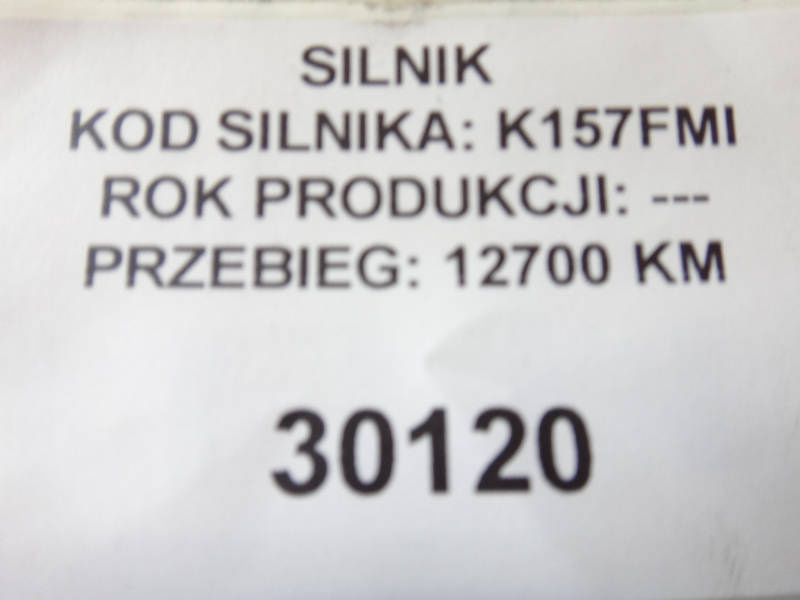 SILNIK
KOD SILNIKA: K157FMI
ROK PRODUKCJI: ---
PRZEBIEG: 12700 KM
30120